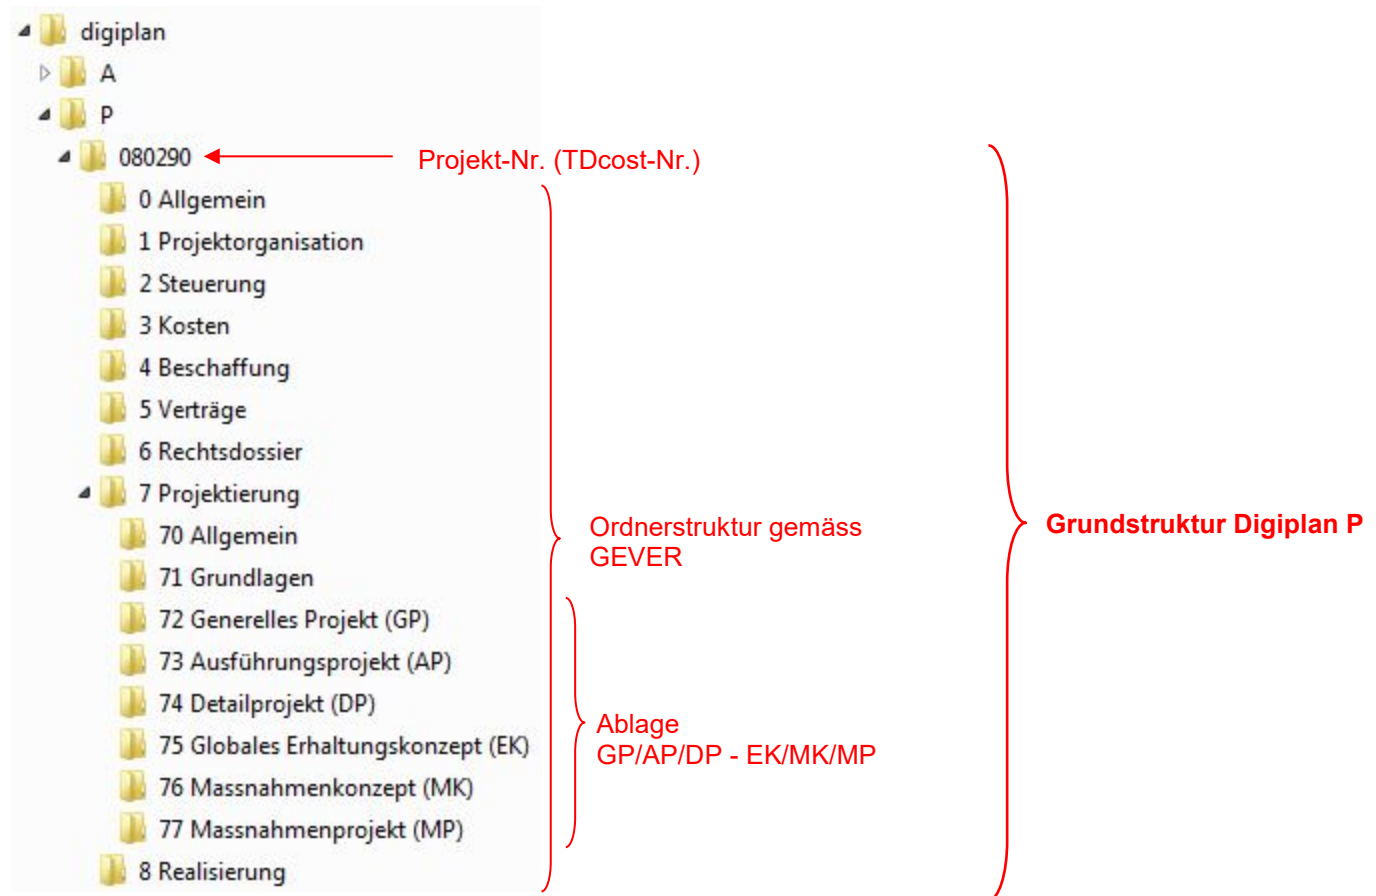 digiplan
A
P
080290
Projekt-Nr. (TDcost-Nr.)
0 Allgemein
1 Projektorganisation
2 Steuerung
3 Kosten
4 Beschaffung
5 Verträge
6 Rechtsdossier
7 Projektierung
70 Allgemein
71 Grundlagen
72 Generelles Projekt (GP)
73 Ausführungsprojekt (AP)
74 Detailprojekt (DP)
75 Globales Erhaltungskonzept (EK)
76 Massnahmenkonzept (MK)
77 Massnahmenprojekt (MP)
8 Realisierung
Ordnerstruktur gemäss
GEVER
Ablage
GP/AP/DP - EK/MK/MP
Grundstruktur Digiplan P